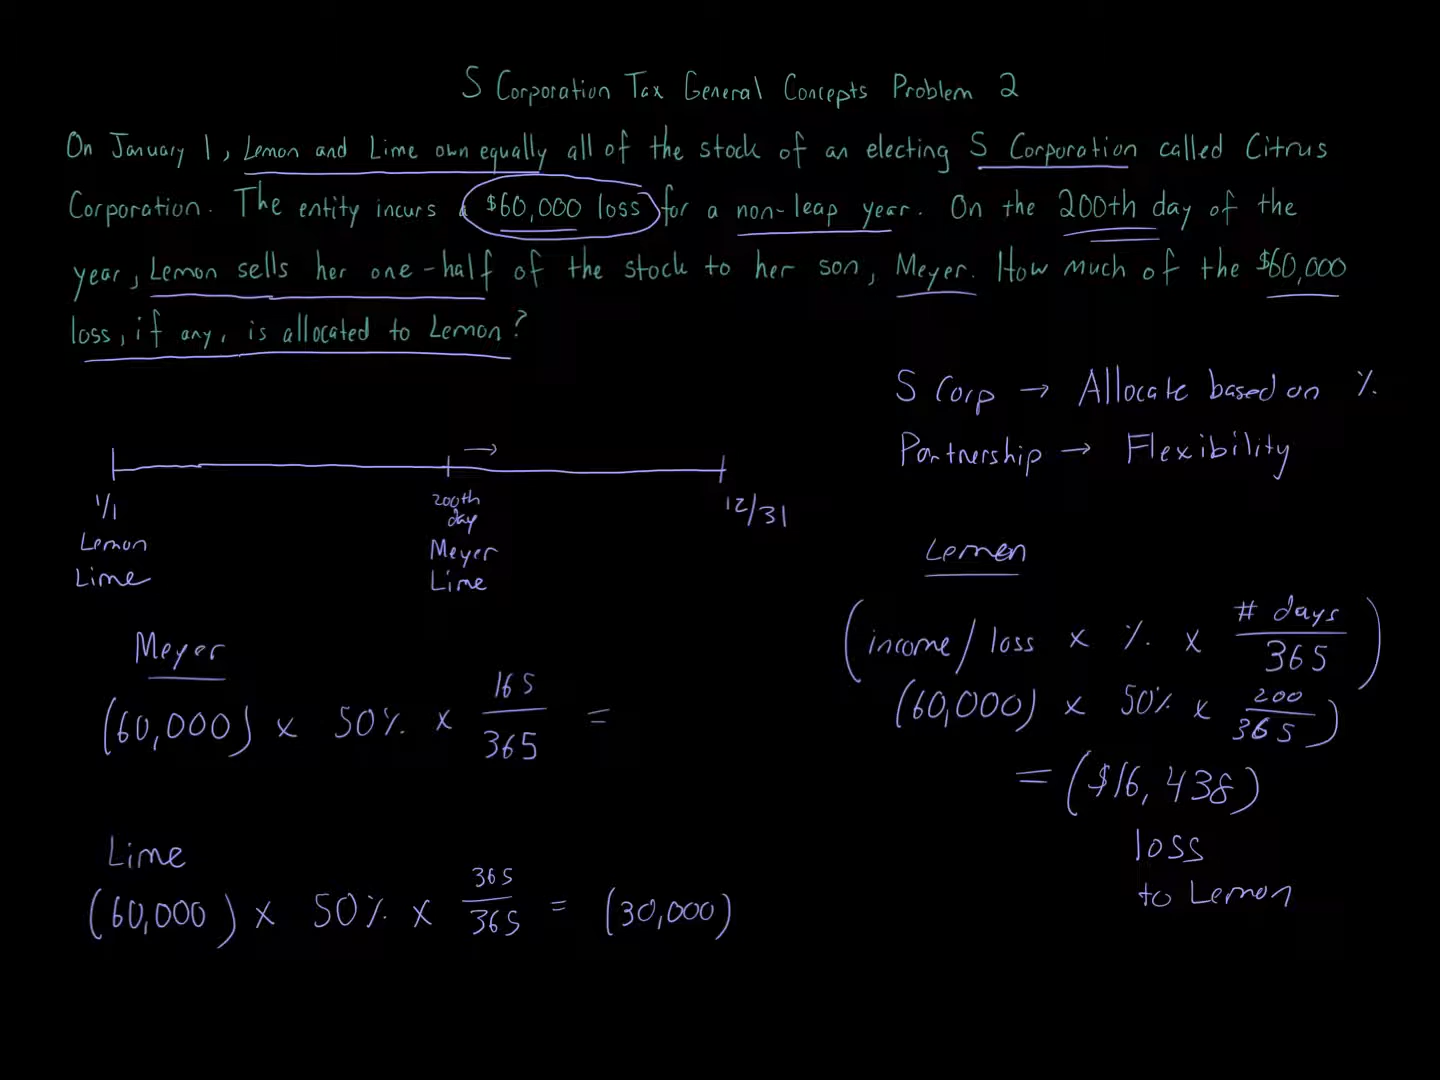 S Corporation Tax General Concepts Problem 2
On January 1, Lemon and Lime own equally all of the stock of an electing S Corporation called Citrus
Corporation. The entity incurs a $60,000 loss for a non-leap year. On the 200th day of the
year, Lemon sells her one-half of the stock to her son, Meyer. How much of the $60,000
loss, if any, is allocated to Lemon?
S Corp → Allocate based on %
Partnership → Flexibility
→
1/1
200th
day
12/31
Lemon
Lime
Meyer
Lime
Lemon
(income/loss x % x # days/365)
(60,000) x 50% x 200/365)
= ($16,438)
loss
to Lemon
Meyer
(60,000) x 50% x 165/365 =
Lime
(60,000) x 50% x 365/365 = (30,000)